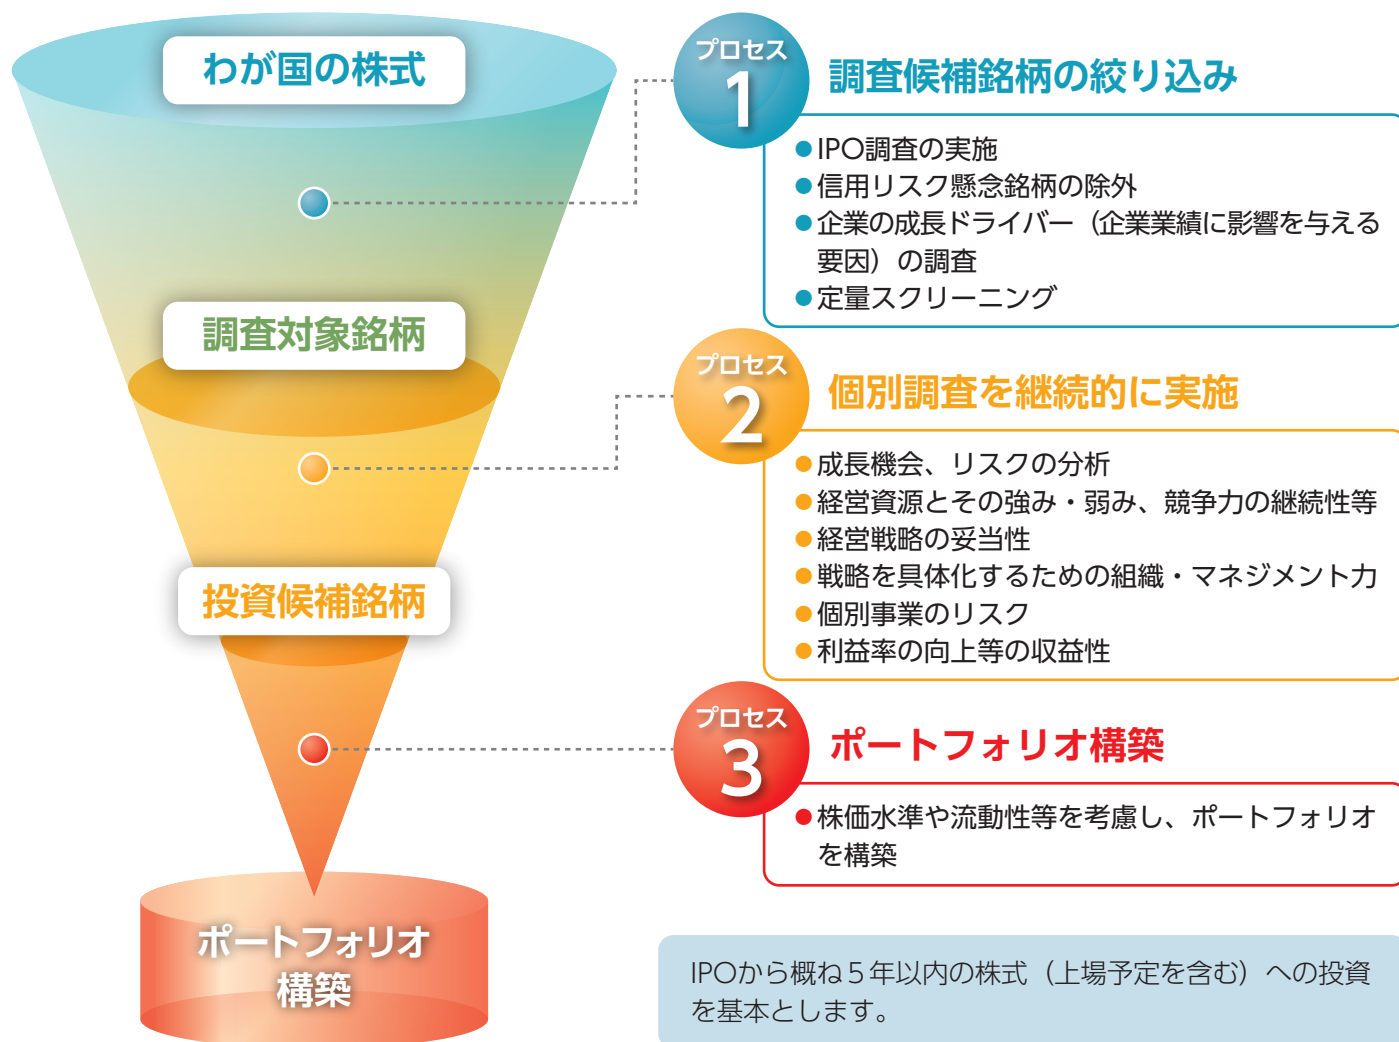 わが国の株式
調査対象銘柄
投資候補銘柄
ポートフォリオ
構築
プロセス
1
調査候補銘柄の絞り込み
●IPO調査の実施
●信用リスク懸念銘柄の除外
●企業の成長ドライバー（企業業績に影響を与える
要因）の調査
●定量スクリーニング
プロセス
2
個別調査を継続的に実施
●成長機会、リスクの分析
●経営資源とその強み・弱み、競争力の継続性等
●経営戦略の妥当性
●戦略を具体化するための組織・マネジメント力
●個別事業のリスク
●利益率の向上等の収益性
プロセス
3
ポートフォリオ構築
●株価水準や流動性等を考慮し、ポートフォリオ
を構築
IPOから概ね５年以内の株式（上場予定を含む）への投資
を基本とします。